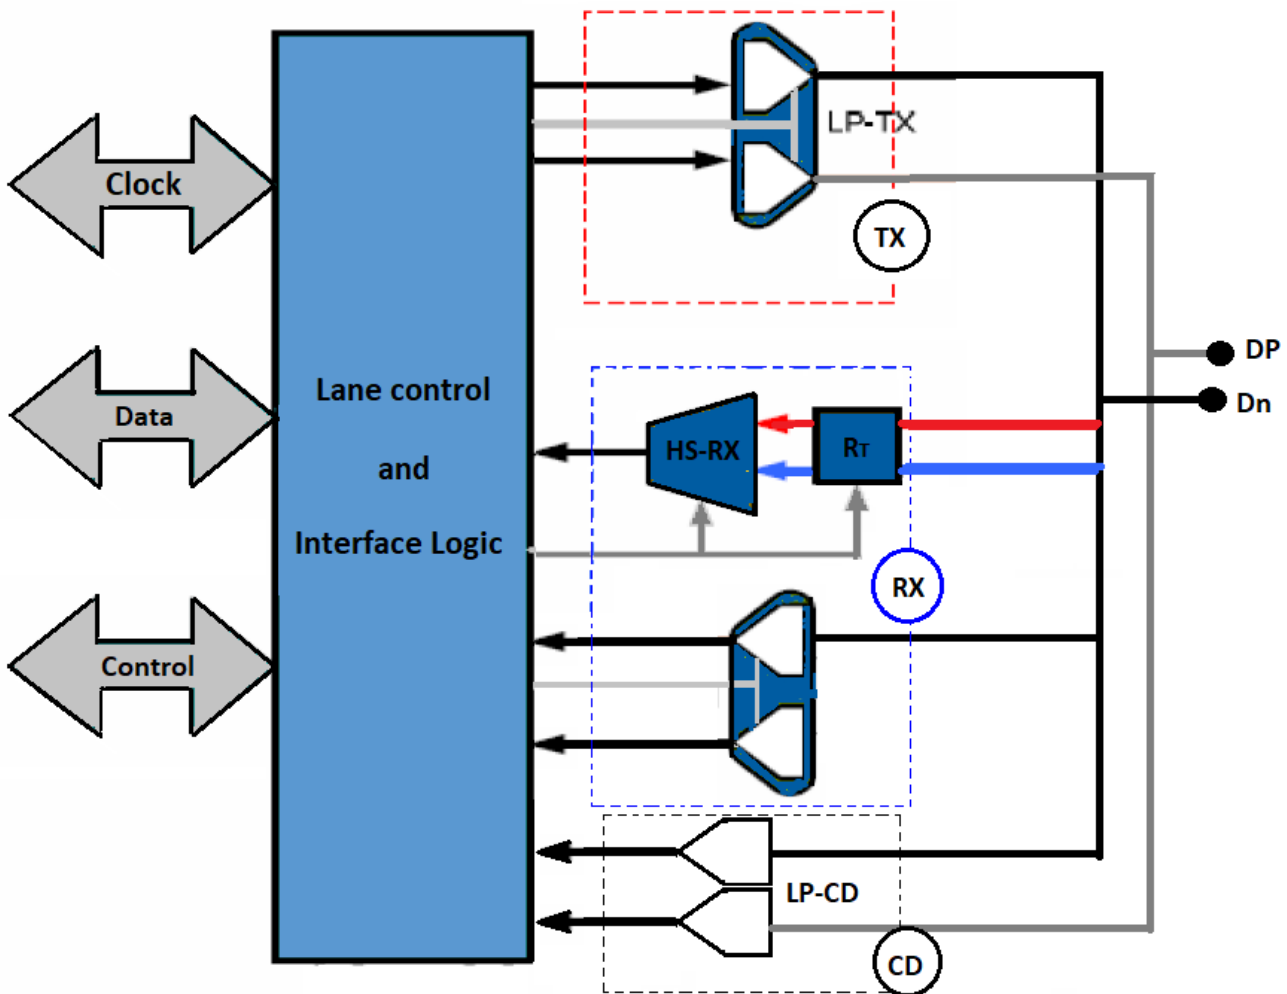 LP-TX
TX
Clock
Data
Control
Lane control
and
Interface Logic
HS-RX
RT
RX
DP
Dn
LP-CD
CD